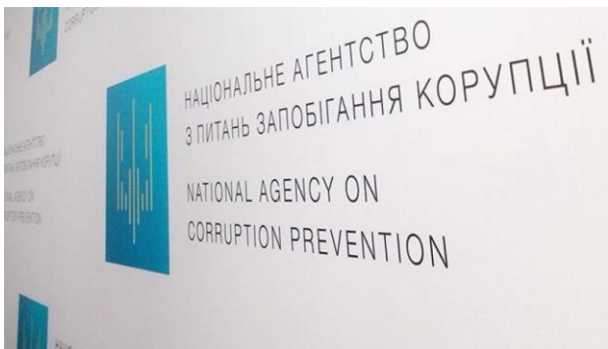 НАЦІОНАЛЬНЕ АГЕНТСТВО
З ПИТАНЬ ЗАПОБІГАННЯ КОРУПЦІЇ
NATIONAL AGENCY ON
CORRUPTION PREVENTION